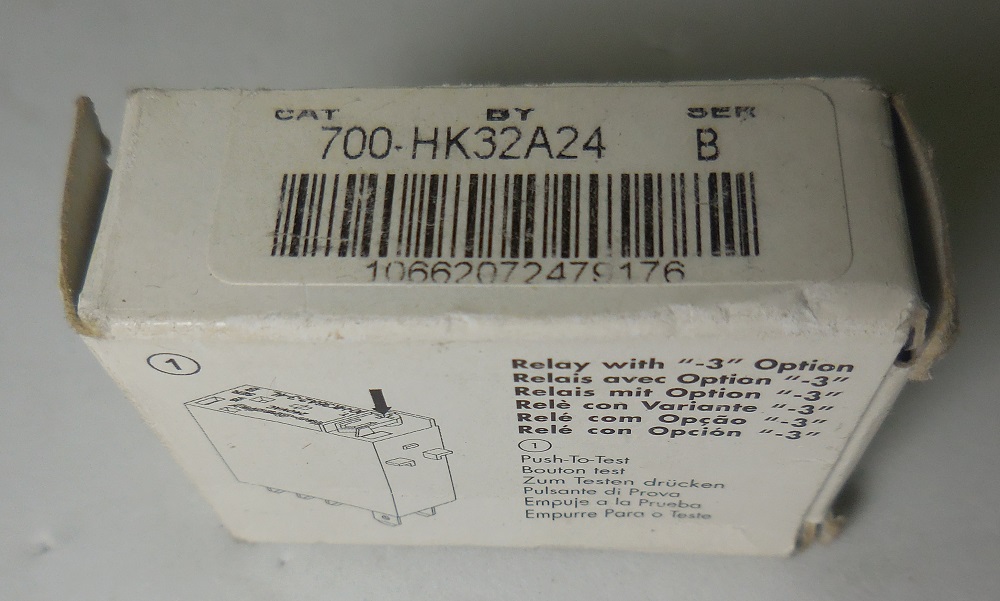 CAT BY SER
700-HK32A24 B
10662072479176
1
Relay with "-3" Option
Relais avec Option "-3"
Relais mit Option "-3"
Relè con Variante "-3"
Relé com Opção "-3"
Relé con Opción "-3"
1
Push-To-Test
Bouton test
Zum Testen drücken
Pulsante di Prova
Empuje a la Prueba
Empurre Para o Teste